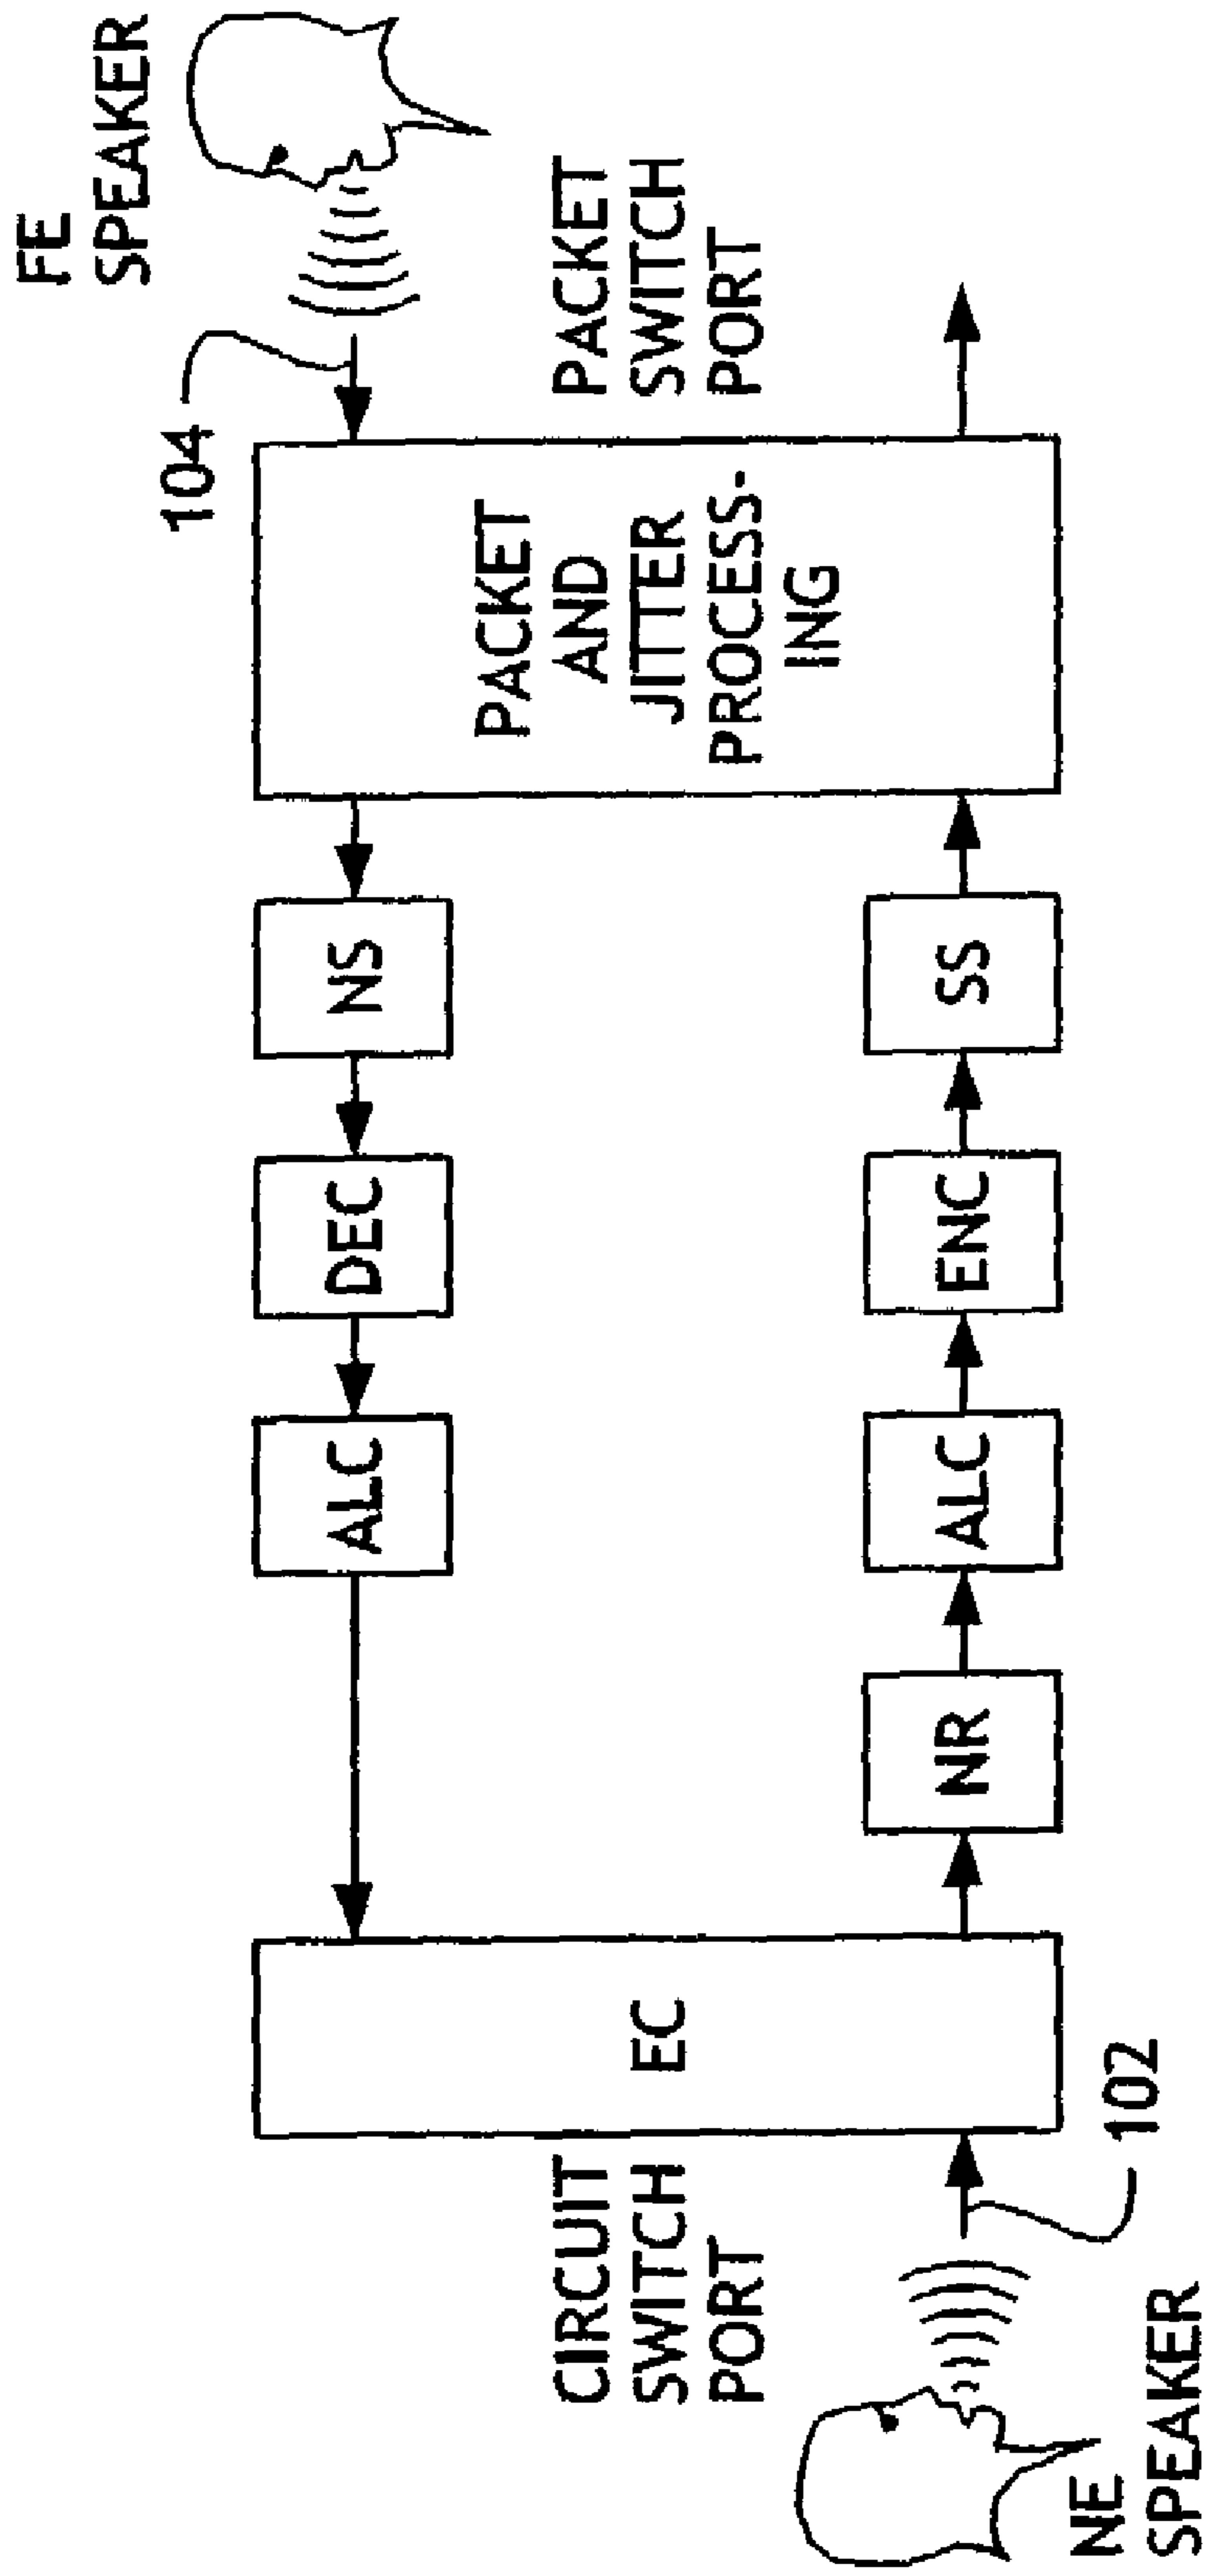 FE
SPEAKER
104
PACKET
SWITCH
PORT
PACKET
AND
JITTER
PROCESS-
ING
NS
DEC
ALC
SS
ENC
ALC
NR
EC
CIRCUIT
SWITCH
PORT
102
NE
SPEAKER